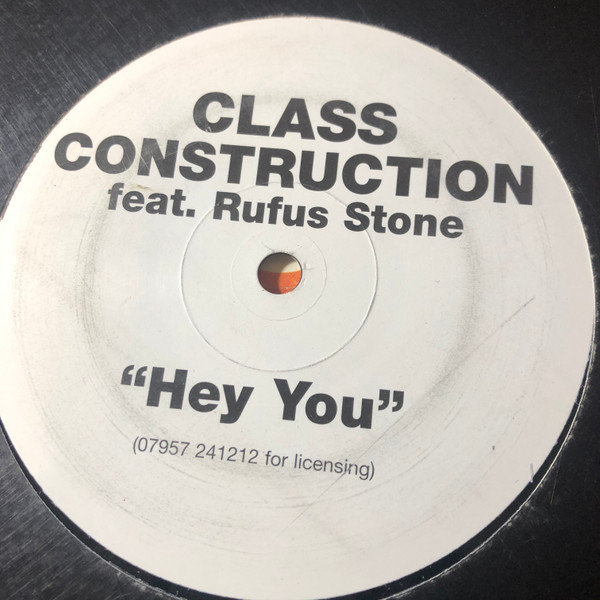 CLASS
CONSTRUCTION
feat. Rufus Stone
“Hey You”
(07957 241212 for licensing)